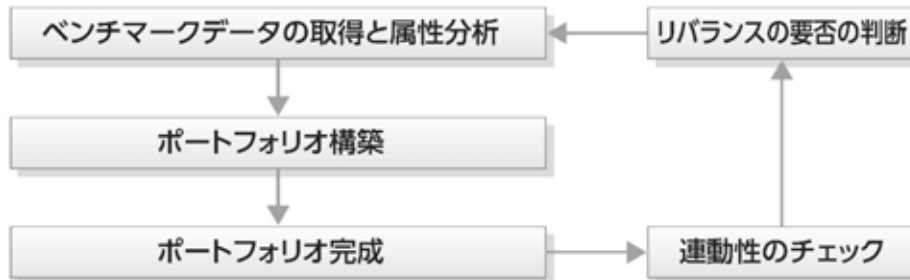 ベンチマークデータの取得と属性分析
リバランスの要否の判断
ポートフォリオ構築
ポートフォリオ完成
連動性のチェック